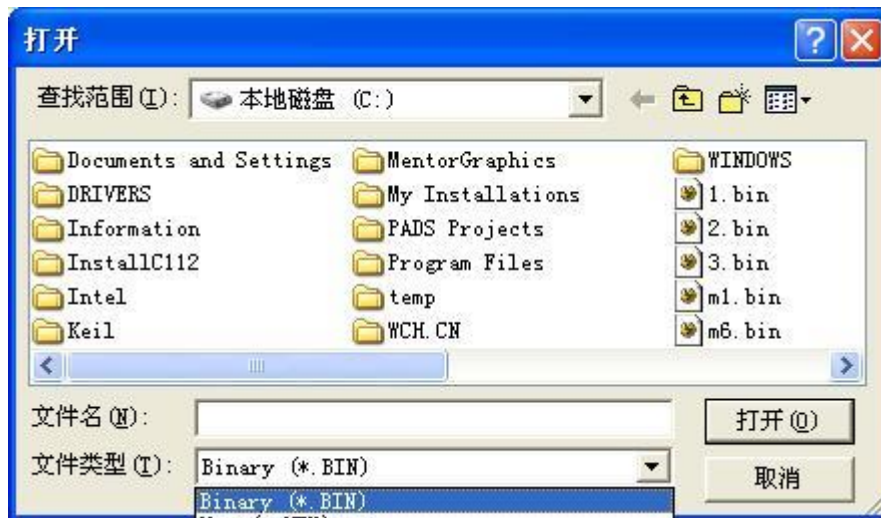 打开
查找范围(I): 本地磁盘 (C:)
Documents and Settings MentorGraphics WINDOWS
DRIVERS My Installations 1.bin
Information PADS Projects 2.bin
InstallC112 Program Files 3.bin
Intel temp m1.bin
Keil WCH.CN m6.bin
文件名(N): 打开(O)
文件类型(T): Binary (*.BIN) 取消
Binary (*.BIN)